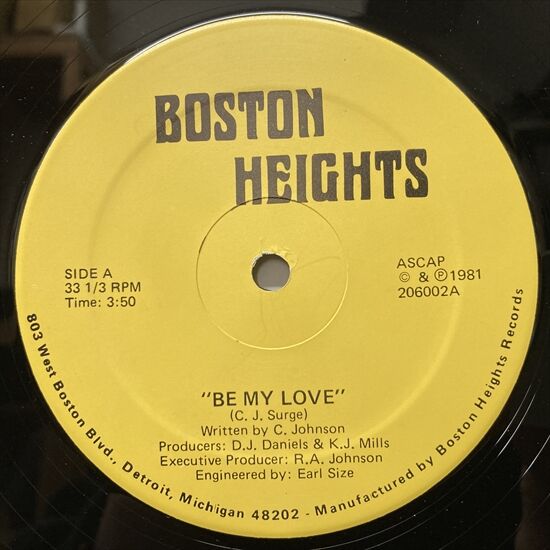 BOSTON
HEIGHTS
SIDE A
33 1/3 RPM
Time: 3:50
ASCAP
© & ℗ 1981
206002A
"BE MY LOVE"
(C. J. Surge)
Written by C. Johnson
Producers: D.J. Daniels & K.J. Mills
Executive Producer: R.A. Johnson
Engineered by: Earl Size
803 West Boston Blvd., Detroit, Michigan 48202 - Manufactured by Boston Heights Records